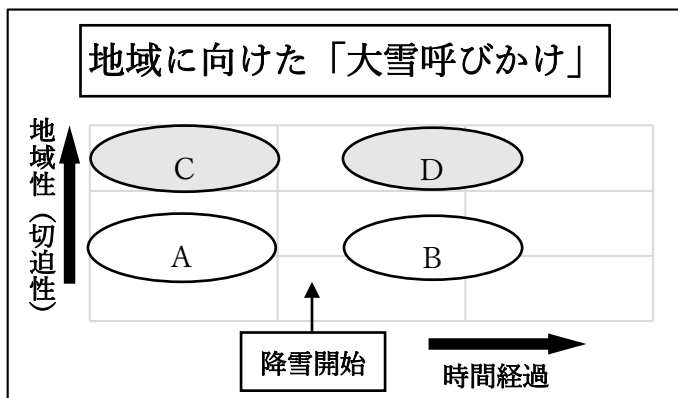 地域に向けた「大雪呼びかけ」
地域性（切迫性）
C
D
A
B
降雪開始
時間経過